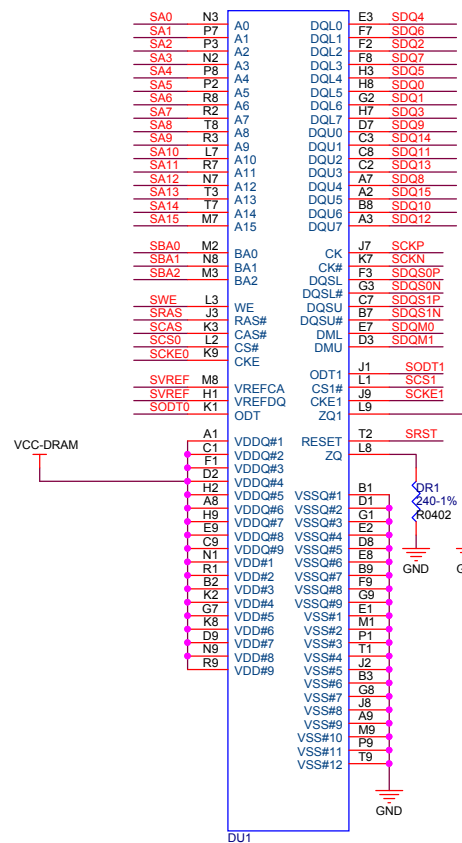 SA0 N3 A0 DQL0 E3 SDQ4
SA1 P7 A1 DQL1 F7 SDQ6
SA2 P3 A2 DQL2 F2 SDQ2
SA3 N2 A3 DQL3 F8 SDQ7
SA4 P8 A4 DQL4 H3 SDQ5
SA5 P2 A5 DQL5 H8 SDQ0
SA6 R8 A6 DQL6 G2 SDQ1
SA7 R2 A7 DQL7 H7 SDQ3
SA8 T8 A8 DQU0 D7 SDQ9
SA9 R3 A9 DQU1 C3 SDQ14
SA10 L7 A10 DQU2 C8 SDQ11
SA11 R7 A11 DQU3 C2 SDQ13
SA12 N7 A12 DQU4 A7 SDQ8
SA13 T3 A13 DQU5 A2 SDQ15
SA14 T7 A14 DQU6 B8 SDQ10
SA15 M7 A15 DQU7 A3 SDQ12
SBA0 M2 BA0 CK J7 SCKP
SBA1 N8 BA1 CK# K7 SCKN
SBA2 M3 BA2 DQSL F3 SDQS0P
DQSL# G3 SDQS0N
SWE L3 WE DQSU C7 SDQS1P
SRAS J3 RAS# DQSU# B7 SDQS1N
SCAS K3 CAS# DML E7 SDQM0
SCS0 L2 CS# DMU D3 SDQM1
SCKE0 K9 CKE
ODT1 J1 SODT1
SVREF M8 VREFCA CS1# L1 SCS1
SVREF H1 VREFDQ CKE1 J9 SCKE1
SODT0 K1 ODT ZQ1 L9
VCC-DRAM
A1 VDDQ#1 RESET T2 SRST
C1 VDDQ#2 ZQ L8
F1 VDDQ#3
D2 VDDQ#4
H2 VDDQ#5 VSSQ#1 B1
A8 VDDQ#6 VSSQ#2 D1
H9 VDDQ#7 VSSQ#3 G1
E9 VDDQ#8 VSSQ#4 E2
C9 VDDQ#9 VSSQ#5 D8
N1 VDD#1 VSSQ#6 E8
R1 VDD#2 VSSQ#7 B9
B2 VDD#3 VSSQ#8 F9
K2 VDD#4 VSSQ#9 G9
G7 VDD#5 VSS#1 E1
K8 VDD#6 VSS#2 M1
D9 VDD#7 VSS#3 P1
N9 VDD#8 VSS#4 T1
R9 VDD#9 VSS#5 J2
VSS#6 B3
VSS#7 G8
VSS#8 J8
VSS#9 A9
VSS#10 M9
VSS#11 P9
VSS#12 T9
DR1
240-1%
R0402
GND
GND
DU1